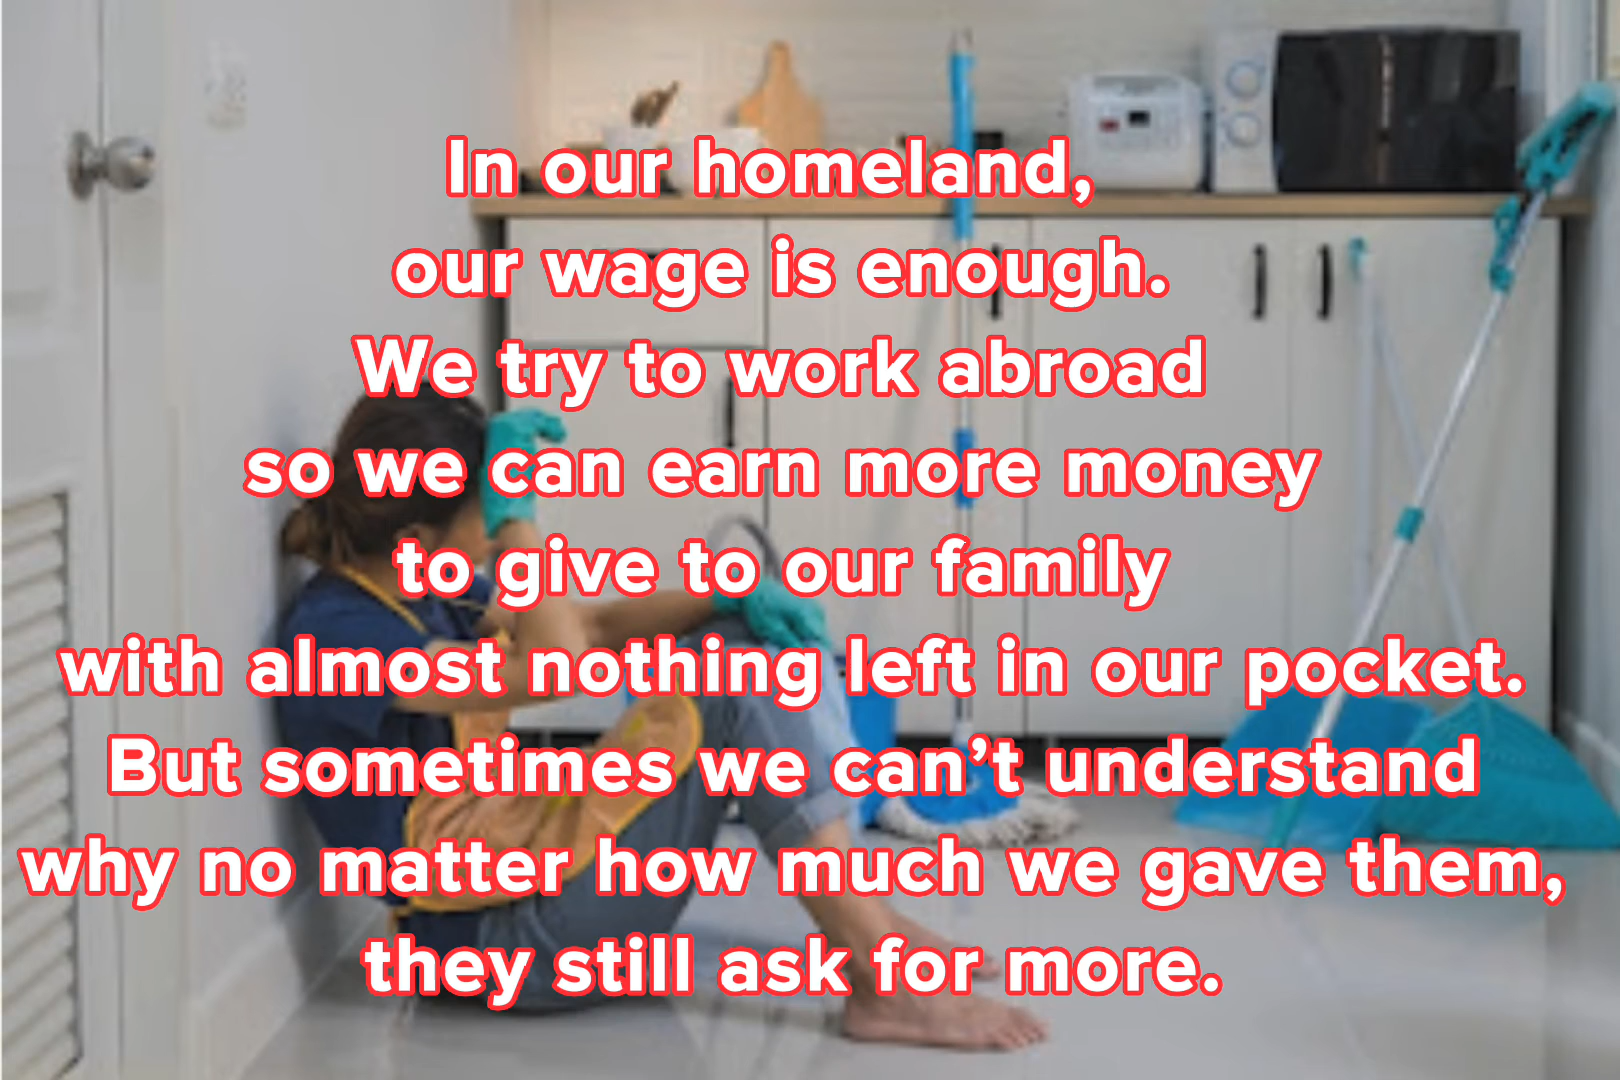 In our homeland,
our wage is enough.
We try to work abroad
so we can earn more money
to give to our family
with almost nothing left in our pocket.
But sometimes we can’t understand
why no matter how much we gave them,
they still ask for more.